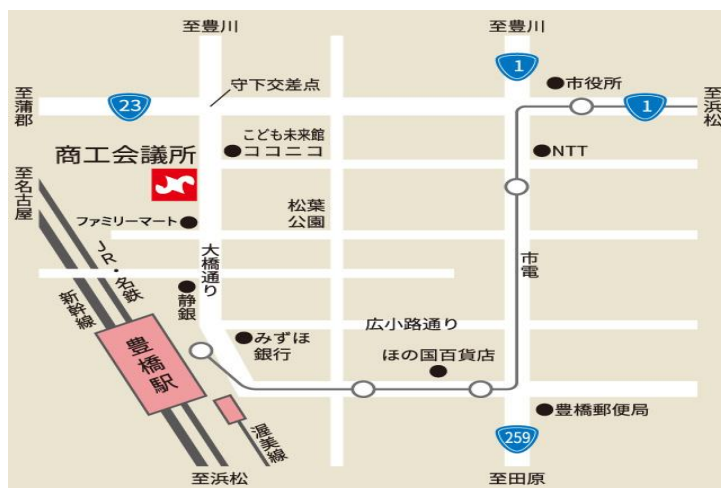 至豊川
至豊川
1
市役所
守下交差点
至蒲郡
23
1
至浜松
こども未来館
ココニコ
商工会議所
NTT
至名古屋
松葉
公園
ファミリーマート
大橋通り
市電
JR・名鉄
新幹線
静銀
広小路通り
みずほ
銀行
ほの国百貨店
豊橋駅
豊橋郵便局
渥美線
259
至浜松
至田原